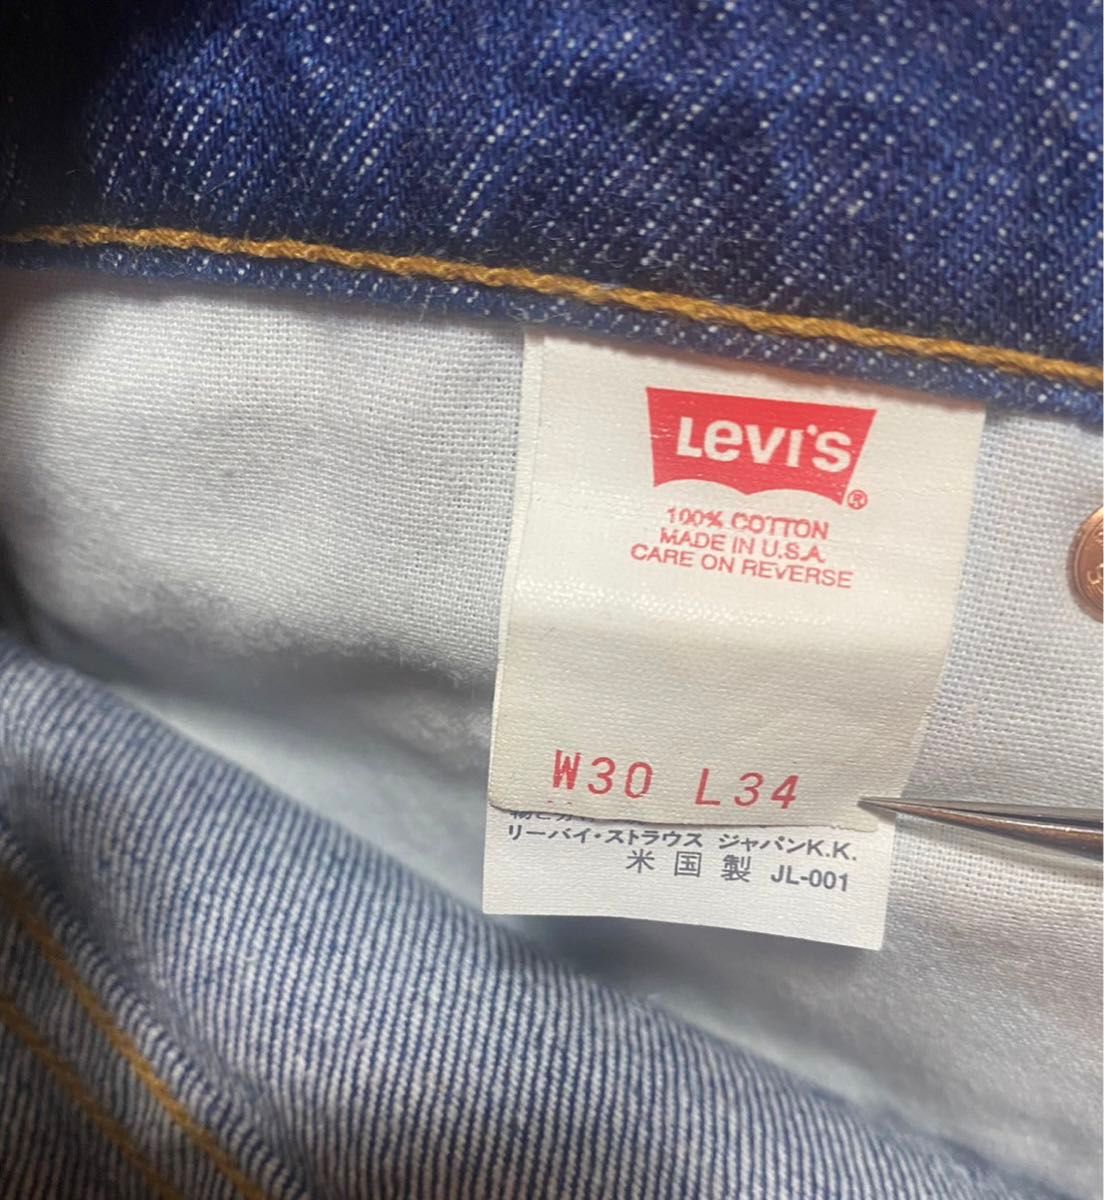 Levi's®
100% COTTON
MADE IN U.S.A.
CARE ON REVERSE
W30 L34
リーバイ・ストラウス ジャパンK.K.
米国製 JL-001